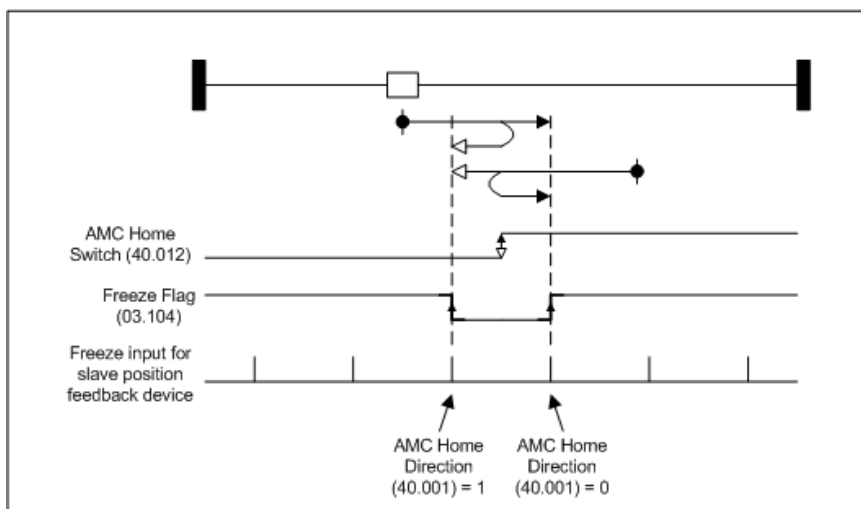 AMC Home
Switch (40.012)
Freeze Flag
(03.104)
Freeze input for
slave position
feedback device
AMC Home
Direction
(40.001) = 1
AMC Home
Direction
(40.001) = 0